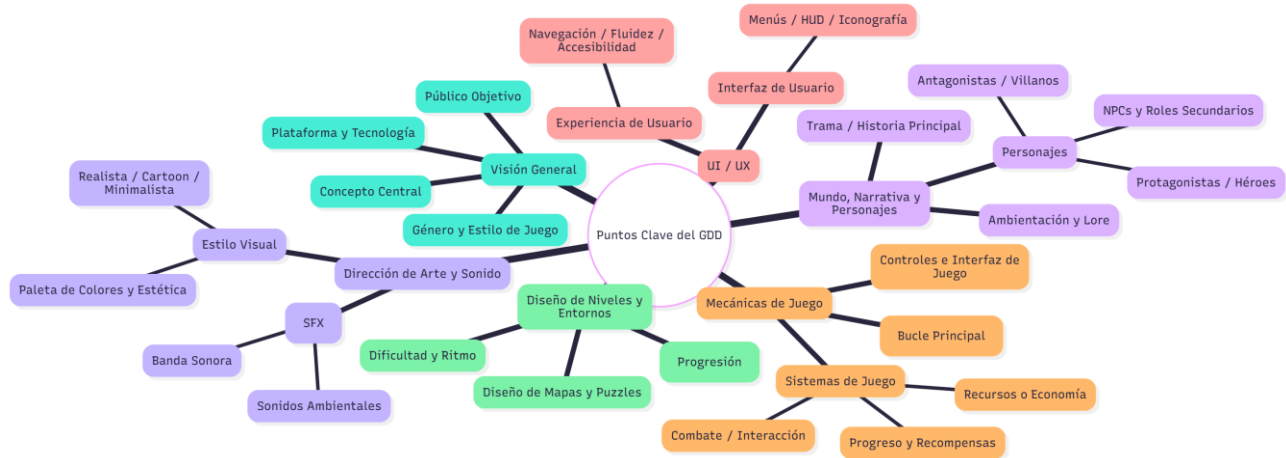 Menús / HUD / Iconografía
Navegación / Fluidez /
Accesibilidad
Interfaz de Usuario
Experiencia de Usuario
UI / UX
Público Objetivo
Plataforma y Tecnología
Visión General
Concepto Central
Género y Estilo de Juego
Antagonistas / Villanos
NPCs y Roles Secundarios
Trama / Historia Principal
Personajes
Protagonistas / Héroes
Mundo, Narrativa y
Personajes
Ambientación y Lore
Puntos Clave del GDD
Realista / Cartoon /
Minimalista
Estilo Visual
Dirección de Arte y Sonido
Paleta de Colores y Estética
SFX
Banda Sonora
Sonidos Ambientales
Diseño de Niveles y
Entornos
Dificultad y Ritmo
Progresión
Diseño de Mapas y Puzzles
Controles e Interfaz de
Juego
Mecánicas de Juego
Bucle Principal
Sistemas de Juego
Recursos o Economía
Combate / Interacción
Progreso y Recompensas